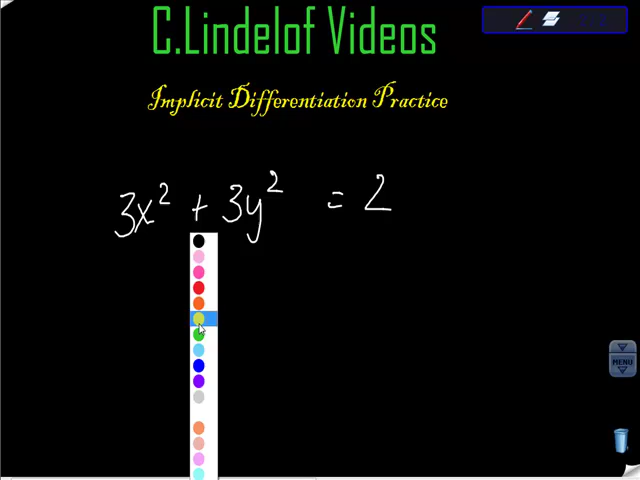 C.Lindelof Videos
Implicit Differentiation Practice
3x² + 3y² = 2
MENU